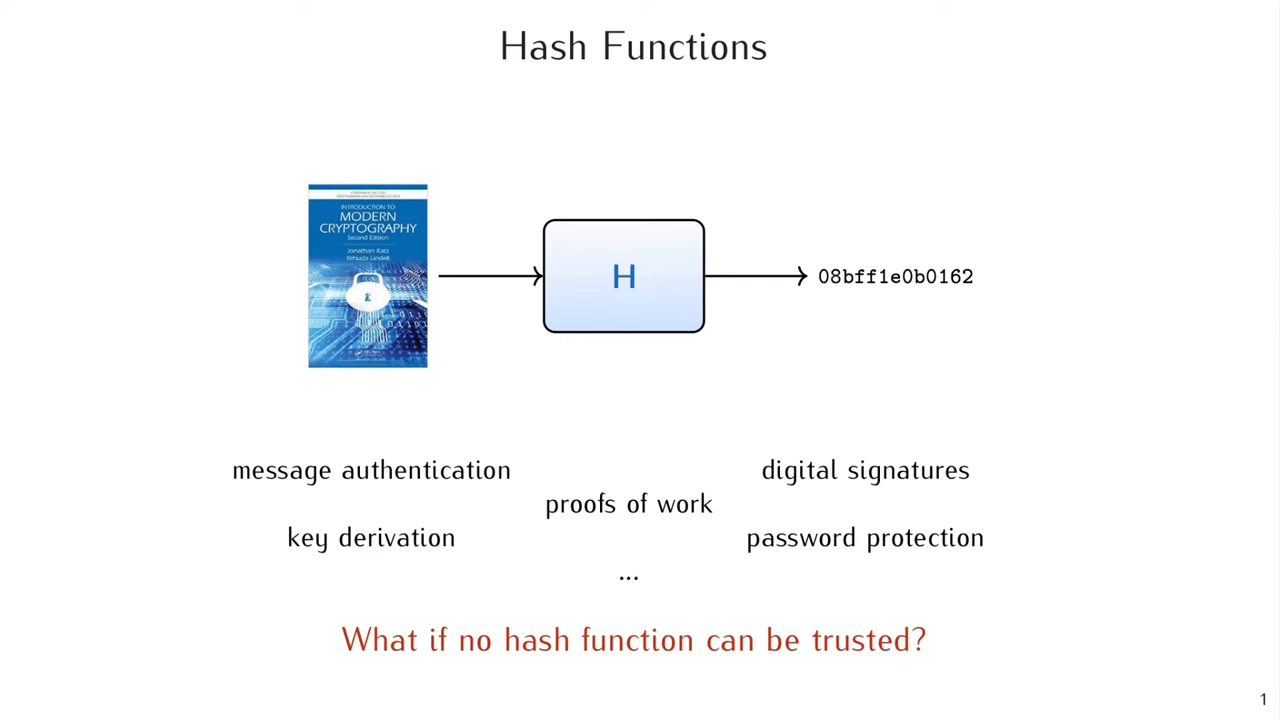 Hash Functions
INTRODUCTION TO
MODERN
CRYPTOGRAPHY
Second Edition
Jonathan Katz
Yehuda Lindell
H
08bff1e0b0162
message authentication
digital signatures
proofs of work
key derivation
password protection
...
What if no hash function can be trusted?
1